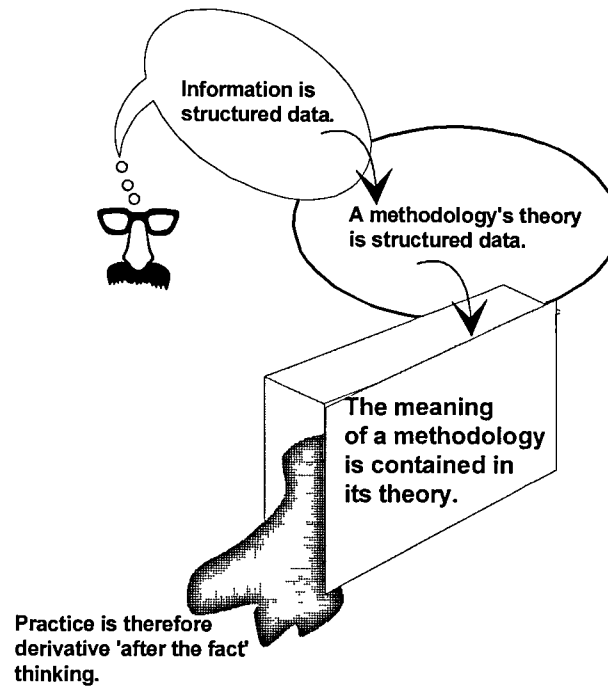 Information is
structured data.
A methodology's theory
is structured data.
The meaning
of a methodology
is contained in
its theory.
Practice is therefore
derivative 'after the fact'
thinking.